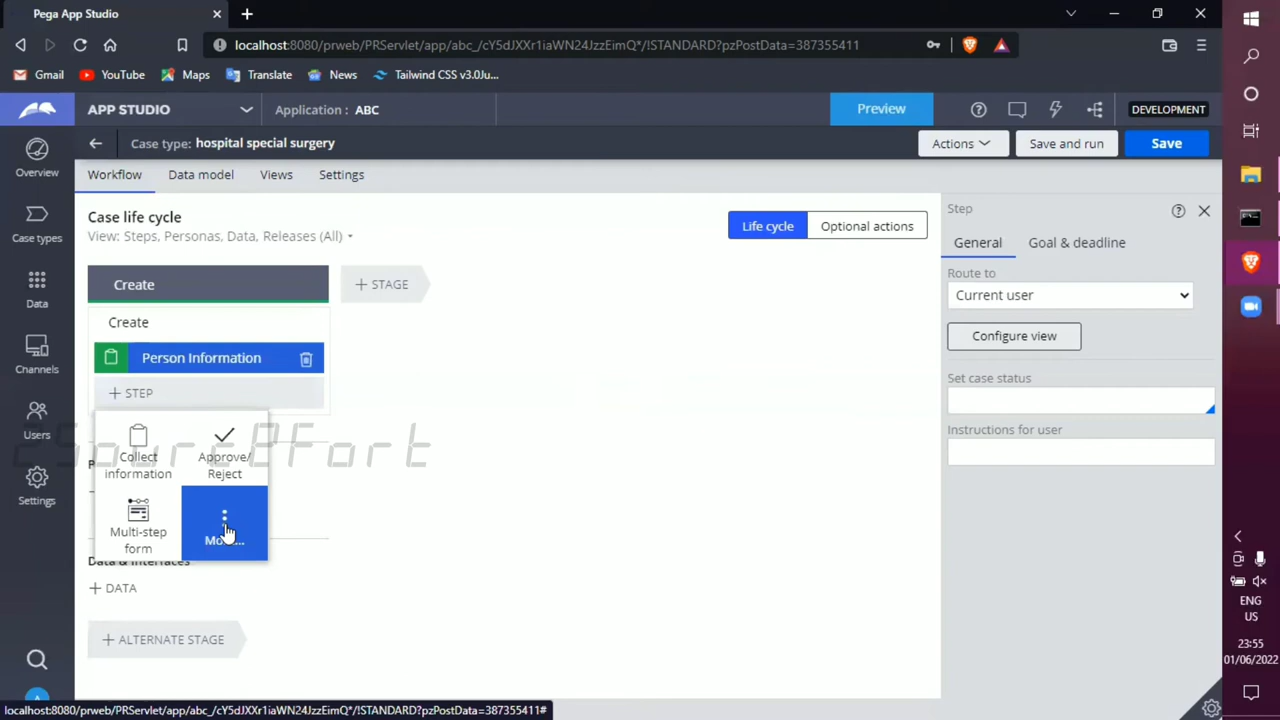 Pega App Studio
localhost:8080/prweb/PRServlet/app/abc_/cY5dJXXr1iaWN24JzzEimQ*/!STANDARD?pzPostData=387355411
Gmail YouTube Maps Translate News Tailwind CSS v3.0Ju...
APP STUDIO Application : ABC Preview DEVELOPMENT
Case type: hospital special surgery Actions Save and run Save
Overview
Case types
Data
Channels
Users
Settings
Workflow Data model Views Settings
Case life cycle
View: Steps, Personas, Data, Releases (All)
Life cycle Optional actions
Create
+ STAGE
Create
Person Information
+ STEP
Collect information
Approve/ Reject
Multi-step form
Data & Interfaces
+ DATA
+ ALTERNATE STAGE
Step
General Goal & deadline
Route to
Current user
Configure view
Set case status
Instructions for user
ENG
US
23:55
01/06/2022
localhost:8080/prweb/PRServlet/app/abc_/cY5dJXXr1iaWN24JzzEimQ*/!STANDARD?pzPostData=387355411#